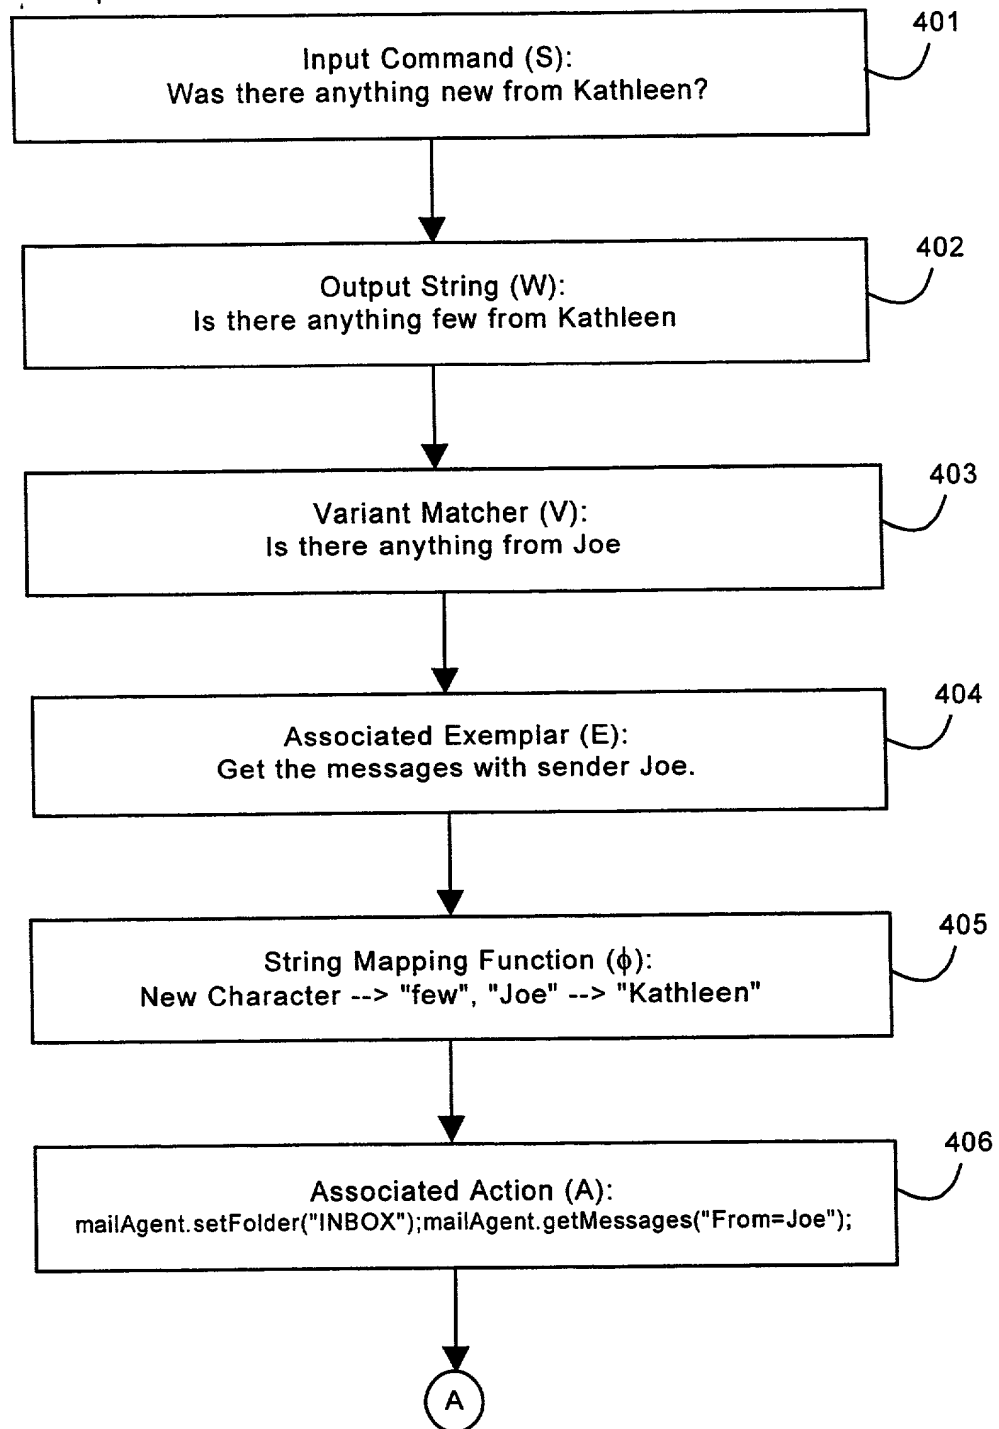 401
Input Command (S):
Was there anything new from Kathleen?
402
Output String (W):
Is there anything few from Kathleen
403
Variant Matcher (V):
Is there anything from Joe
404
Associated Exemplar (E):
Get the messages with sender Joe.
405
String Mapping Function (ϕ):
New Character --> "few", "Joe" --> "Kathleen"
406
Associated Action (A):
mailAgent.setFolder("INBOX");mailAgent.getMessages("From=Joe");
A